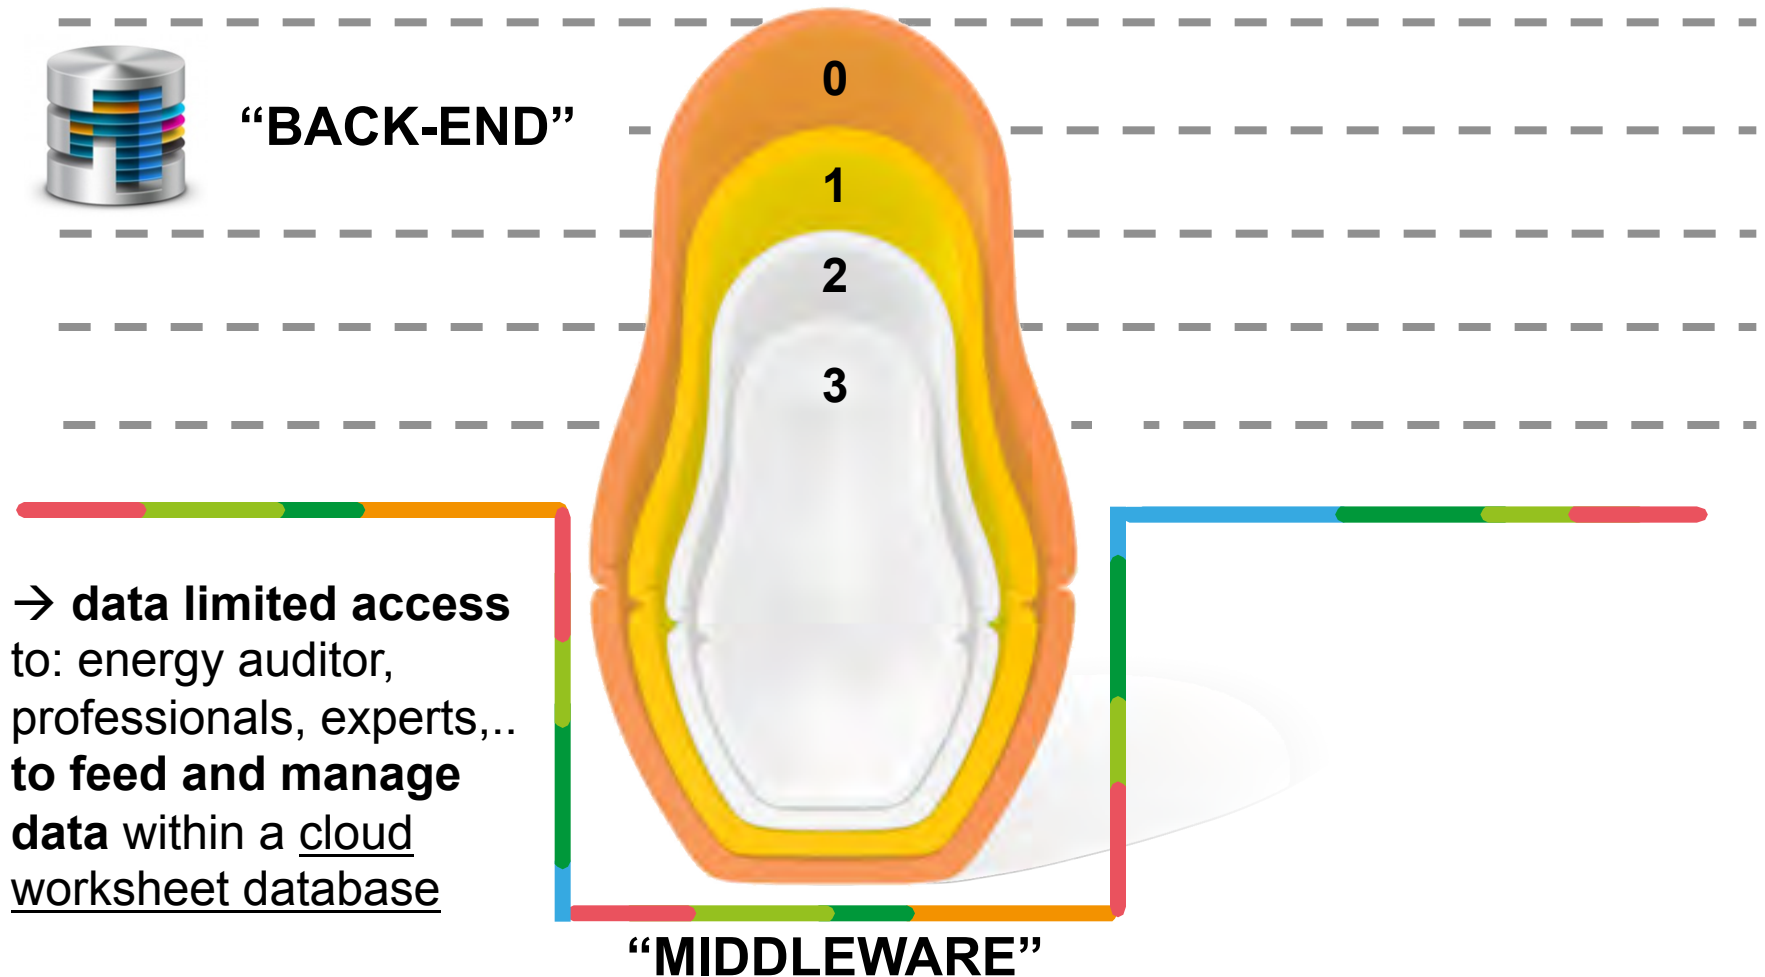 0
“BACK-END”
1
2
3
→ data limited access
to: energy auditor,
professionals, experts,..
to feed and manage
data within a cloud
worksheet database
“MIDDLEWARE”